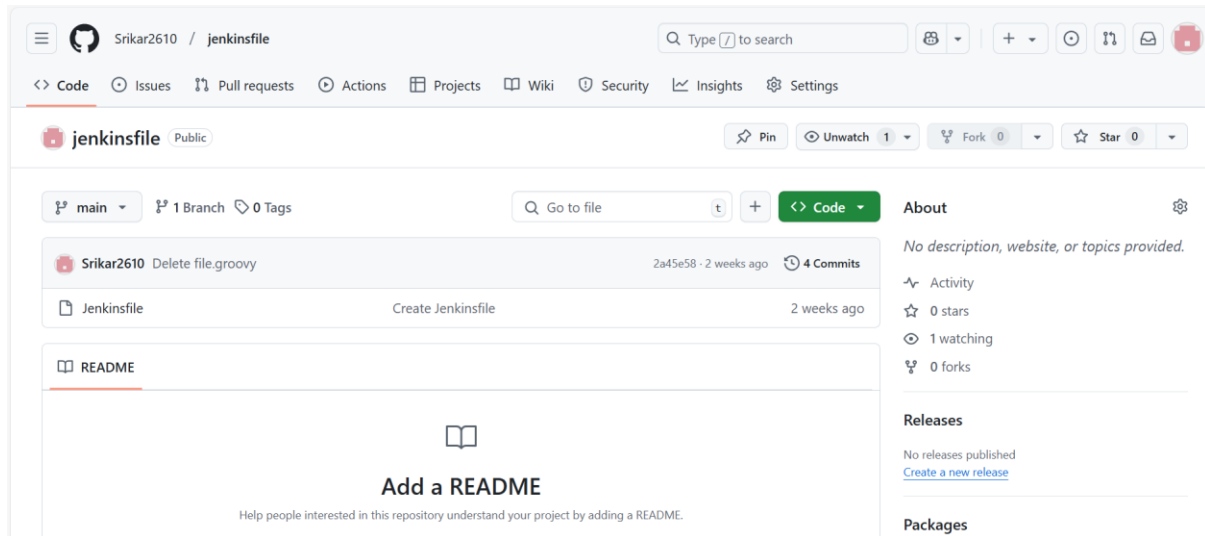 Srikar2610 / jenkinsfile
Type / to search
Code Issues Pull requests Actions Projects Wiki Security Insights Settings
jenkinsfile Public
Pin Unwatch 1 Fork 0 Star 0
main 1 Branch 0 Tags Go to file t + Code
About
No description, website, or topics provided.
Srikar2610 Delete file.groovy 2a45e58 · 2 weeks ago 4 Commits
Jenkinsfile Create Jenkinsfile 2 weeks ago
Activity
0 stars
1 watching
0 forks
README
Add a README
Help people interested in this repository understand your project by adding a README.
Releases
No releases published
Create a new release
Packages